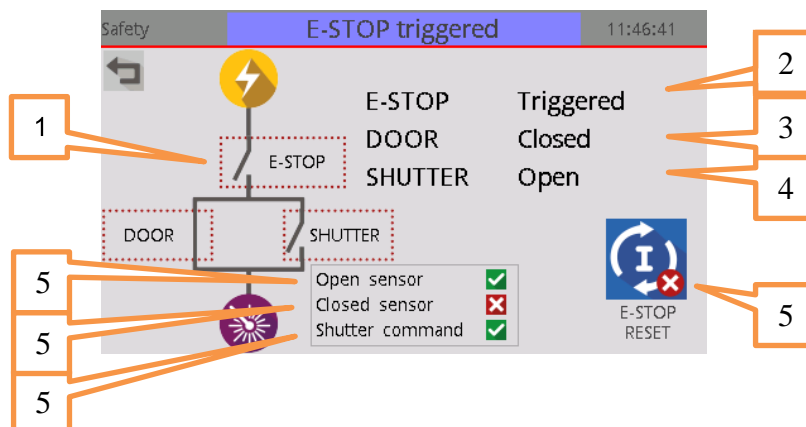 Safety
E-STOP triggered
11:46:41
2
E-STOP Triggered
1
DOOR Closed
3
E-STOP
SHUTTER Open
4
DOOR
SHUTTER
5
Open sensor
Closed sensor
Shutter command
E-STOP
RESET
5
5
5